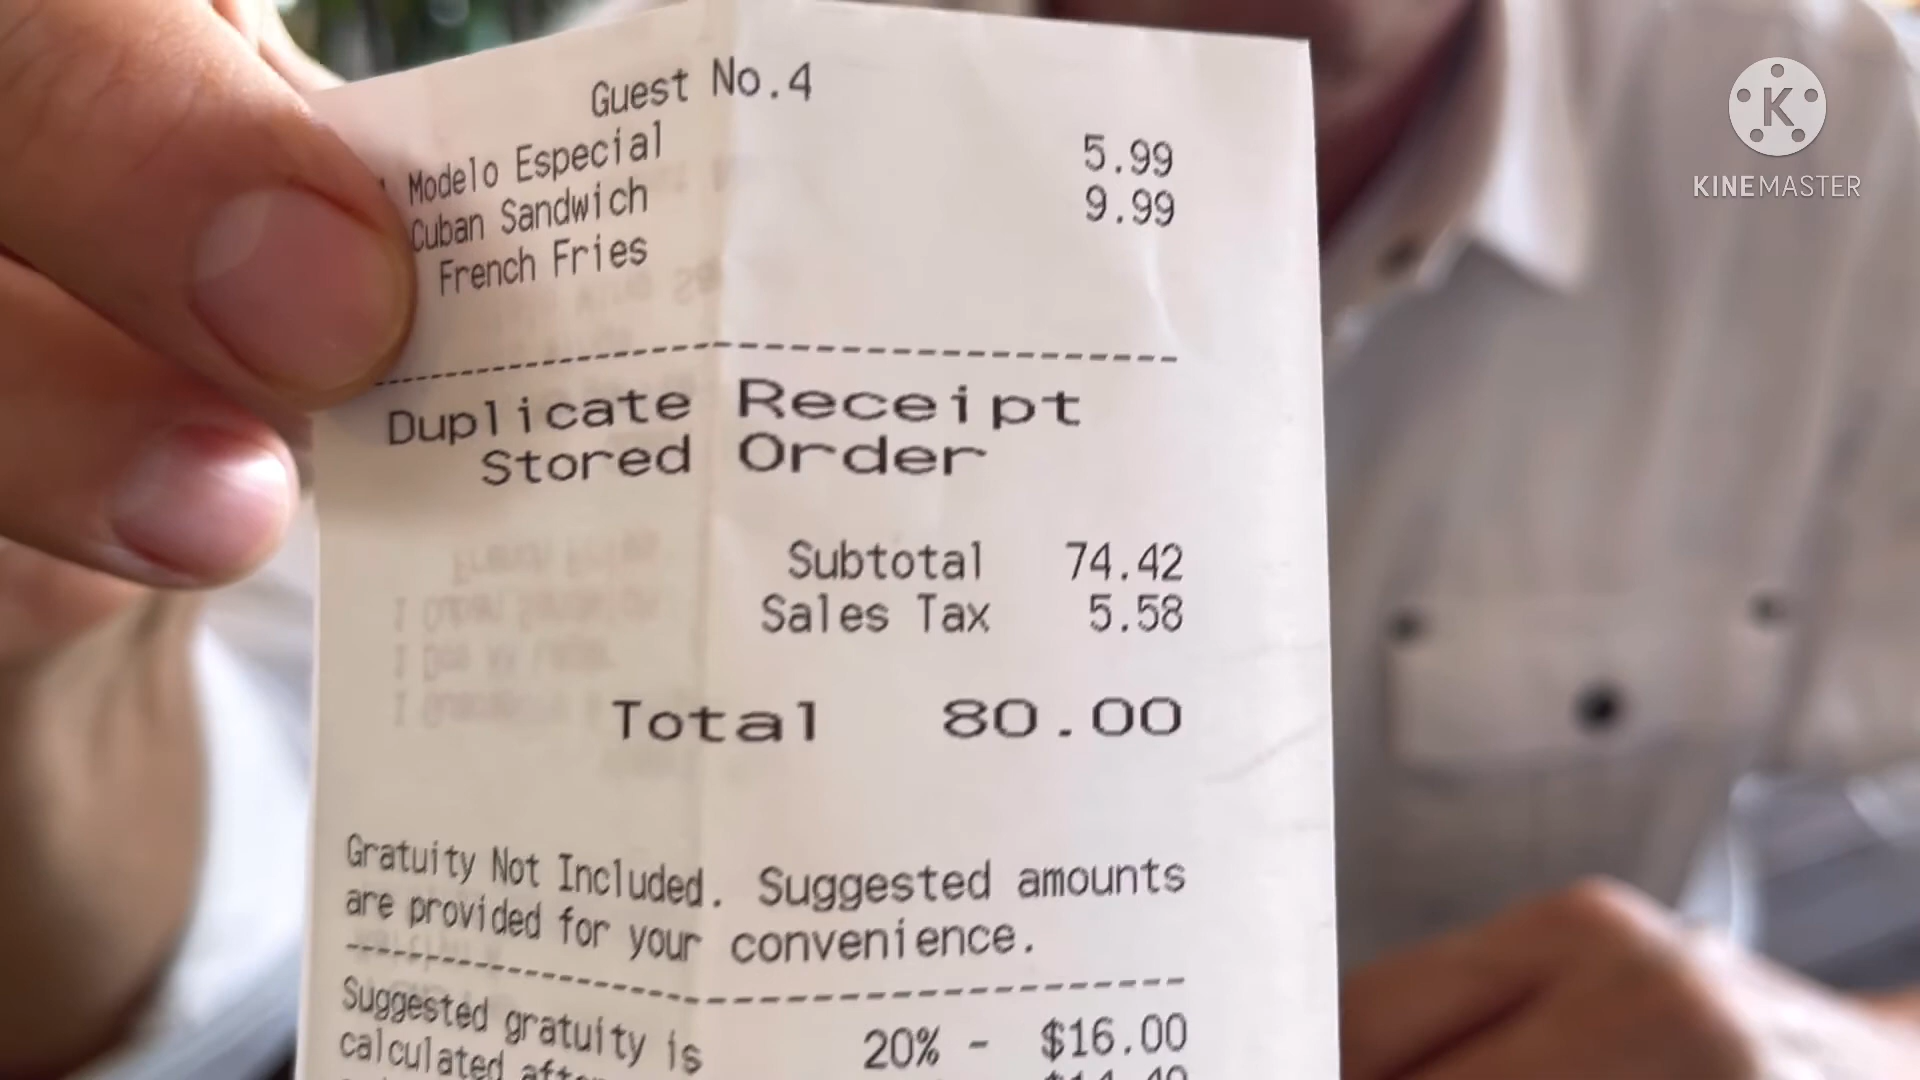 Guest No.4
Modelo Especial 5.99
Cuban Sandwich 9.99
French Fries
Duplicate Receipt
Stored Order
Subtotal 74.42
Sales Tax 5.58
Total 80.00
Gratuity Not Included. Suggested amounts
are provided for your convenience.
Suggested gratuity is 20% - $16.00
calculated
K
KINEMASTER